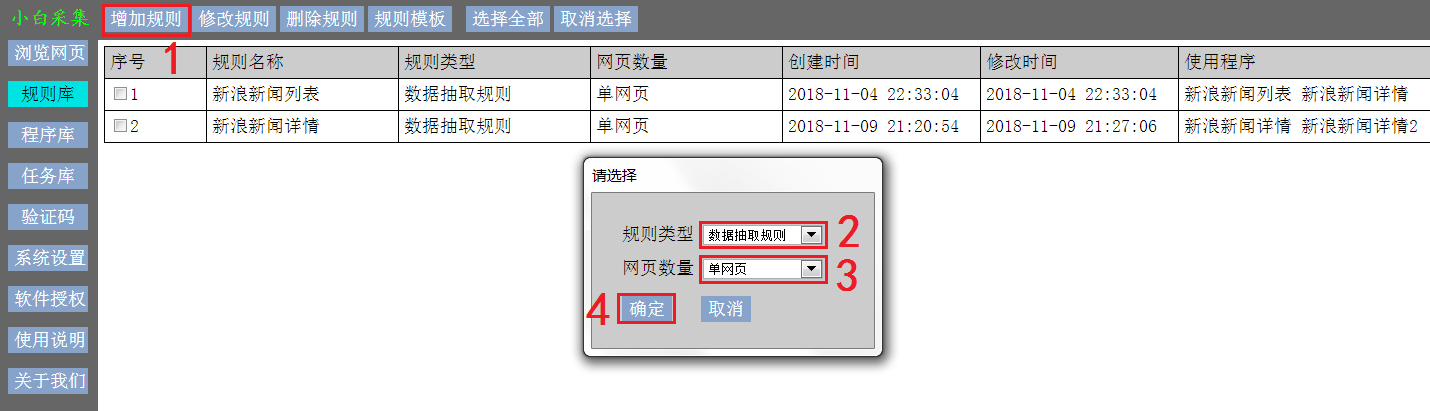 小白采集 增加规则 修改规则 删除规则 规则模板 选择全部 取消选择
1
浏览网页
规则库
程序库
任务库
验证码
系统设置
软件授权
使用说明
关于我们
序号 规则名称 规则类型 网页数量 创建时间 修改时间 使用程序
1 新浪新闻列表 数据抽取规则 单网页 2018-11-04 22:33:04 2018-11-04 22:33:04 新浪新闻列表 新浪新闻详情
2 新浪新闻详情 数据抽取规则 单网页 2018-11-09 21:20:54 2018-11-09 21:27:06 新浪新闻详情 新浪新闻详情2
请选择
规则类型 数据抽取规则 2
网页数量 单网页 3
4 确定 取消